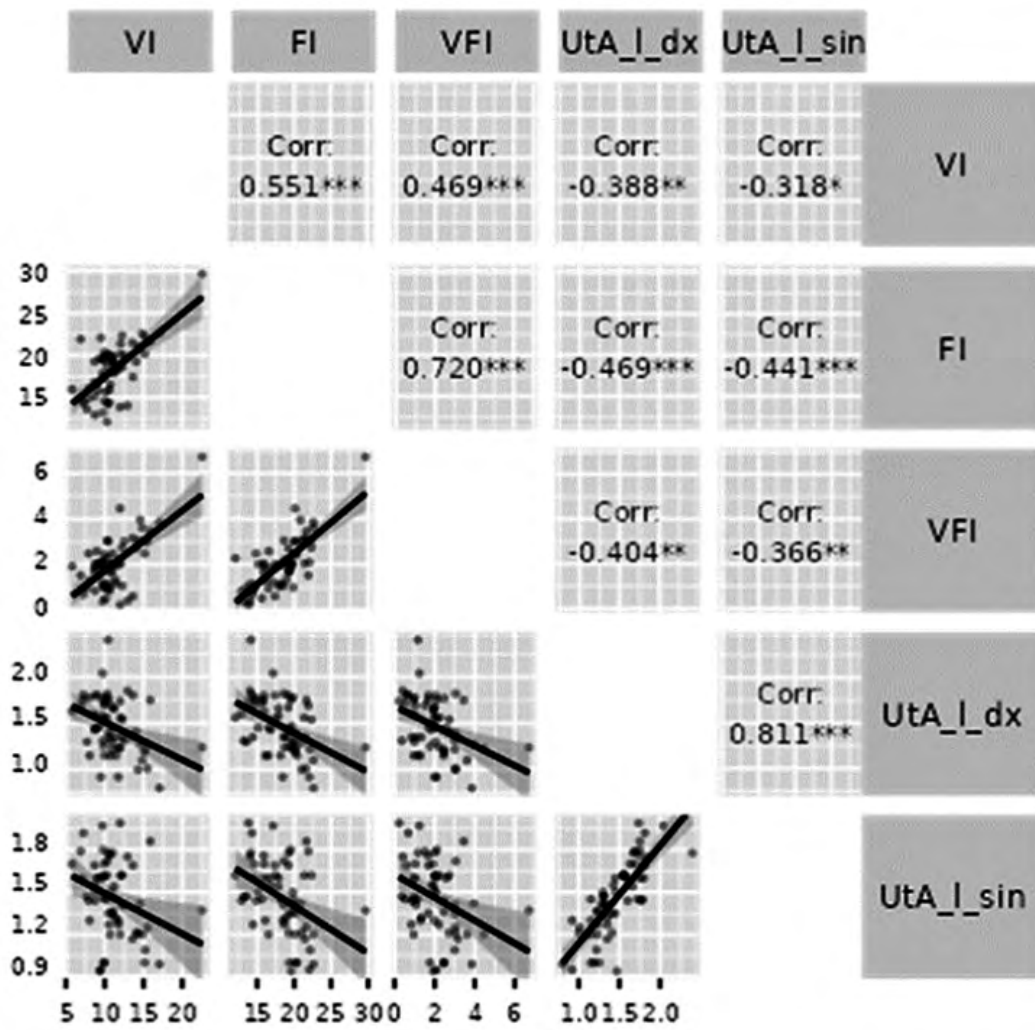 VI FI VFI UtA_l_dx UtA_l_sin
Corr: Corr: Corr: Corr:
0.551*** 0.469*** -0.388** -0.318*
VI
30
25
20
15
Corr: Corr: Corr:
0.720*** -0.469*** -0.441***
FI
6
4
2
0
Corr: Corr:
-0.404** -0.366**
VFI
2.0
1.5
1.0
Corr:
0.811***
UtA_l_dx
1.8
1.5
1.2
0.9
UtA_l_sin
5 10 15 20 15 20 25 30 0 2 4 6 1.0 1.5 2.0